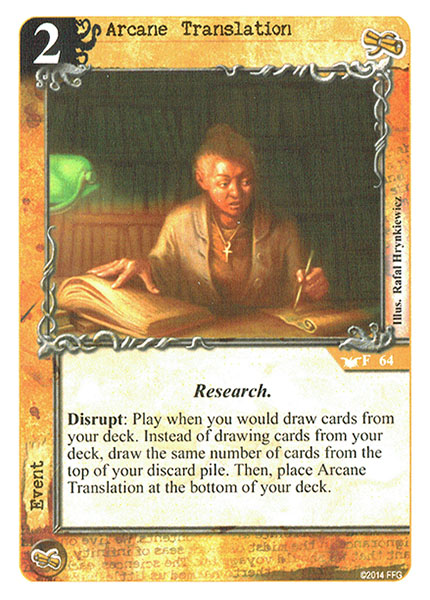 2
Arcane Translation
Illus. Rafał Hrynkiewicz
F 64
Research.
Disrupt: Play when you would draw cards from
your deck. Instead of drawing cards from your
deck, draw the same number of cards from the
top of your discard pile. Then, place Arcane
Translation at the bottom of your deck.
Event
©2014 FFG